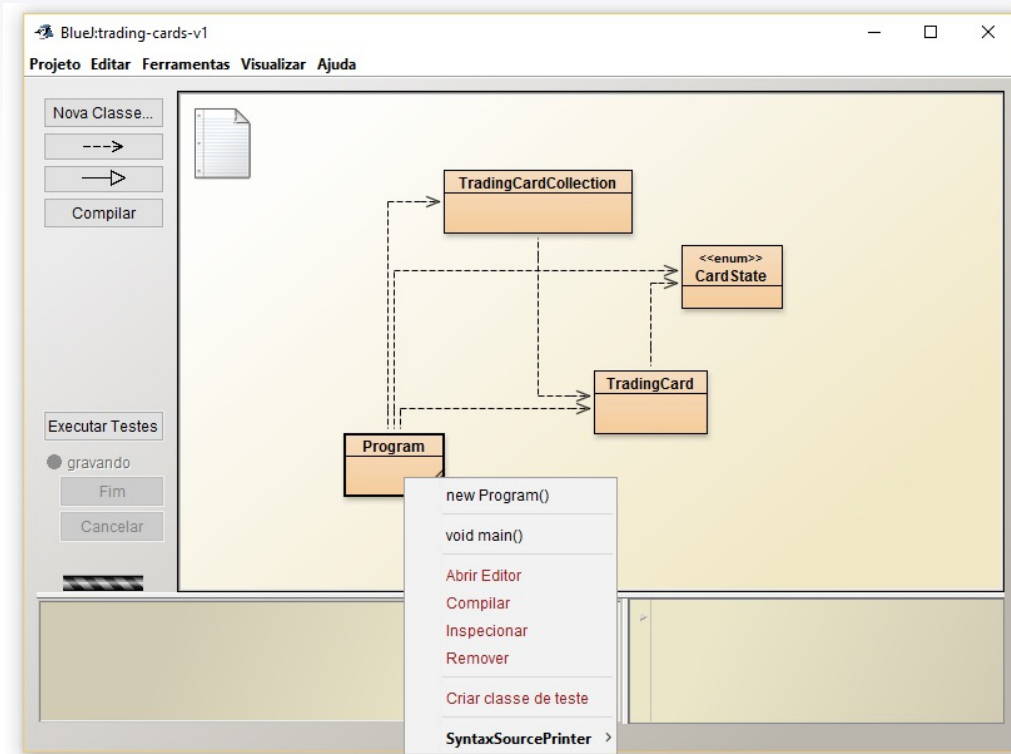 BlueJ:trading-cards-v1
Projeto Editar Ferramentas Visualizar Ajuda
Nova Classe...
Compilar
TradingCardCollection
<<enum>>
CardState
TradingCard
Program
Executar Testes
gravando
Fim
Cancelar
new Program()
void main()
Abrir Editor
Compilar
Inspecionar
Remover
Criar classe de teste
SyntaxSourcePrinter